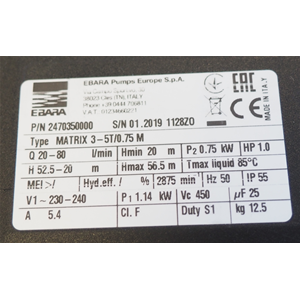 EBARA Pumps Europe S.p.A.
(TN), ITALY
EBARA
P/N 2470350000 S/N 01.2019 1128ZO
Type MATRIX 3-5T/0.75 M
Q 20-80 l/min Hmin 20 m P2 0.75 kW HP 1.0
H 52.5-20 m Hmax 56.5 m Tmax liquid 85°C
MEI >/ Hyd.eff. -/% 2875 min¹ Hz 50 IP 55
V1~ 230-240 P1 1.14 kW Vc 450 µF 25
A 5.4 Cl. F Duty S1 kg 12.5